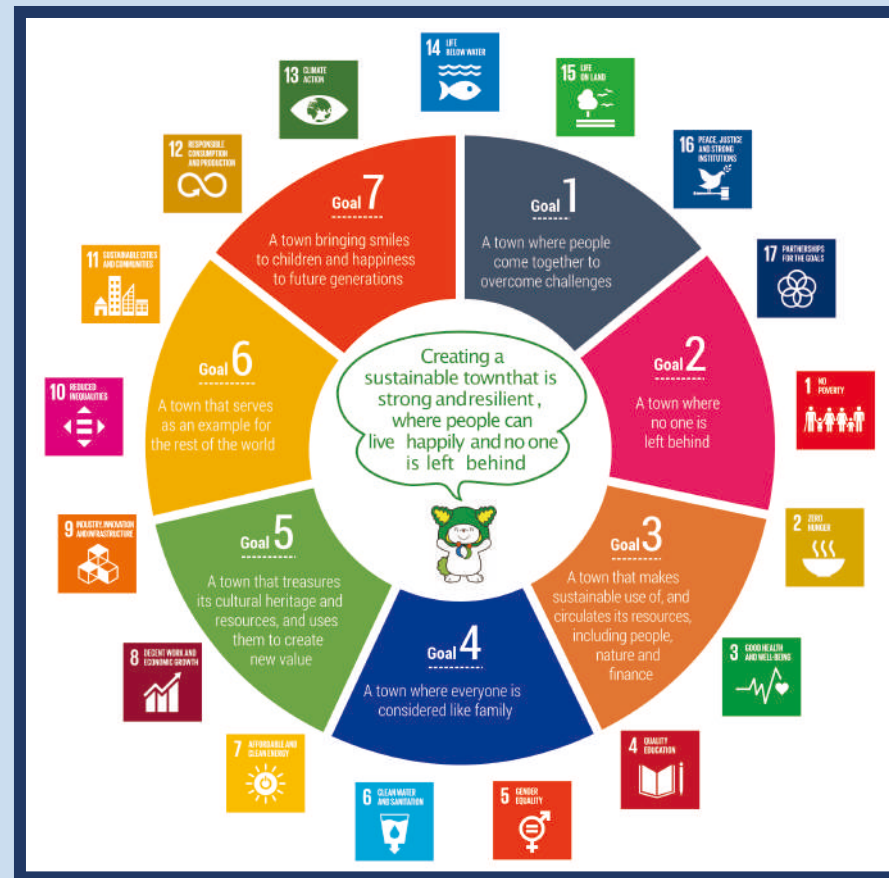 14 LIFE
BELOW WATER
13 CLIMATE
ACTION
15 LIFE
ON LAND
12 RESPONSIBLE
CONSUMPTION
AND PRODUCTION
16 PEACE, JUSTICE
AND STRONG
INSTITUTIONS
11 SUSTAINABLE CITIES
AND COMMUNITIES
17 PARTNERSHIPS
FOR THE GOALS
10 REDUCED
INEQUALITIES
1 NO
POVERTY
9 INDUSTRY, INNOVATION
AND INFRASTRUCTURE
2 ZERO
HUNGER
8 DECENT WORK AND
ECONOMIC GROWTH
3 GOOD HEALTH
AND WELL-BEING
7 AFFORDABLE AND
CLEAN ENERGY
4 QUALITY
EDUCATION
6 CLEAN WATER
AND SANITATION
5 GENDER
EQUALITY
Goal 1
A town where people
come together to
overcome challenges
Goal 2
A town where
no one is
left behind
Goal 3
A town that makes
sustainable use of, and
circulates its resources,
including people,
nature and
finance
Goal 4
A town where everyone is
considered like family
Goal 5
A town that treasures
its cultural heritage and
resources, and uses
them to create
new value
Goal 6
A town that serves
as an example for
the rest of the world
Goal 7
A town bringing smiles
to children and happiness
to future generations
Creating a
sustainable townthat is
strong and resilient,
where people can
live happily and no one
is left behind